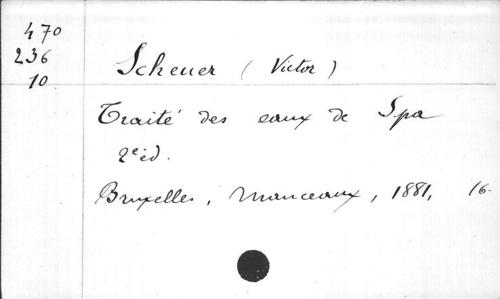 470
236
10
Scheuer (Victor)
Traité des eaux de Spa
2e éd.
Bruxelles, Manceaux, 1881, 16.